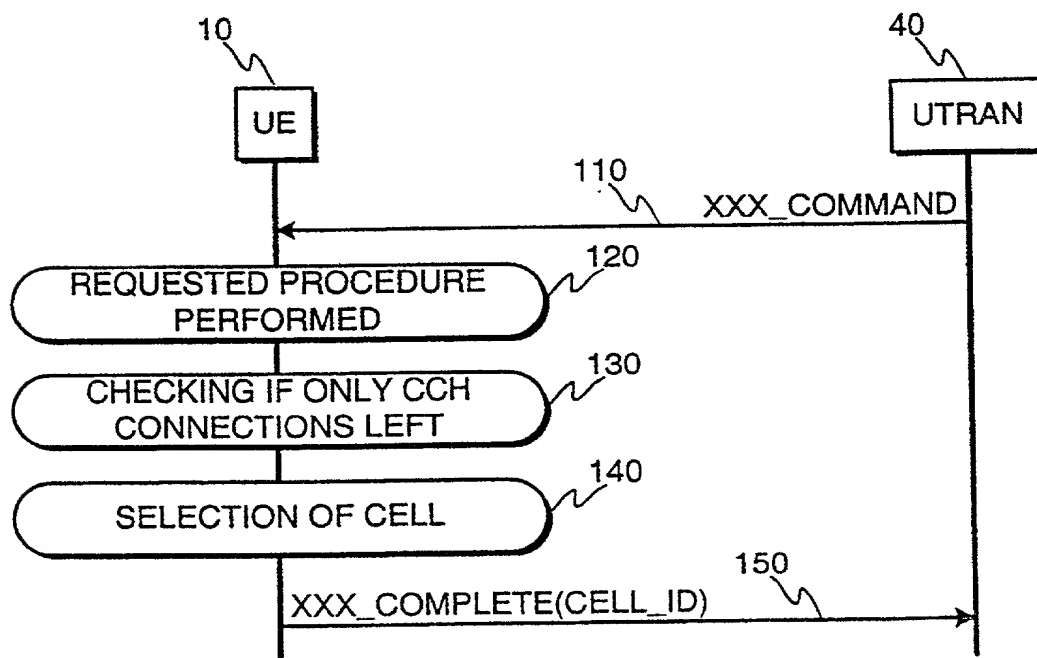 10
40
UE
UTRAN
110
XXX_COMMAND
120
REQUESTED PROCEDURE
PERFORMED
130
CHECKING IF ONLY CCH
CONNECTIONS LEFT
140
SELECTION OF CELL
150
XXX_COMPLETE(CELL_ID)